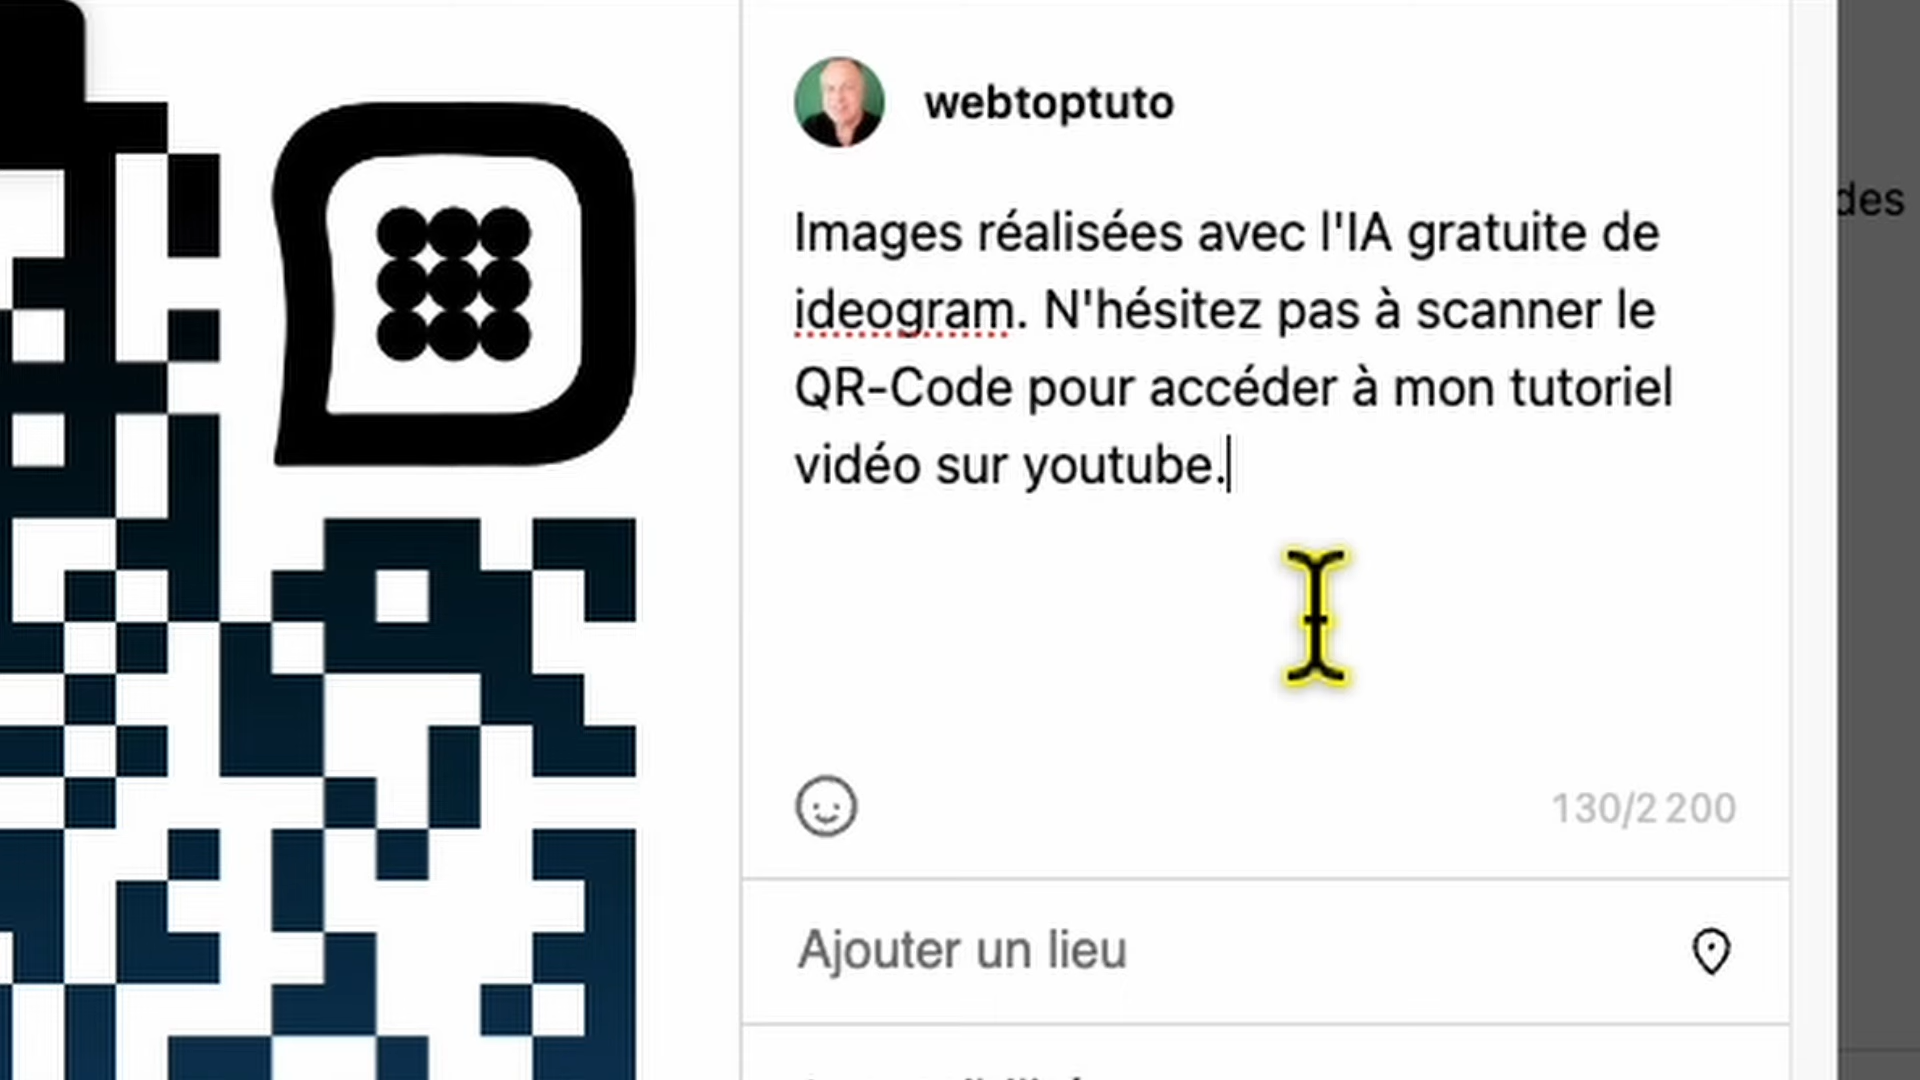 webtoptuto
des
Images réalisées avec l'IA gratuite de
ideogram. N'hésitez pas à scanner le
QR-Code pour accéder à mon tutoriel
vidéo sur youtube.
130/2 200
Ajouter un lieu